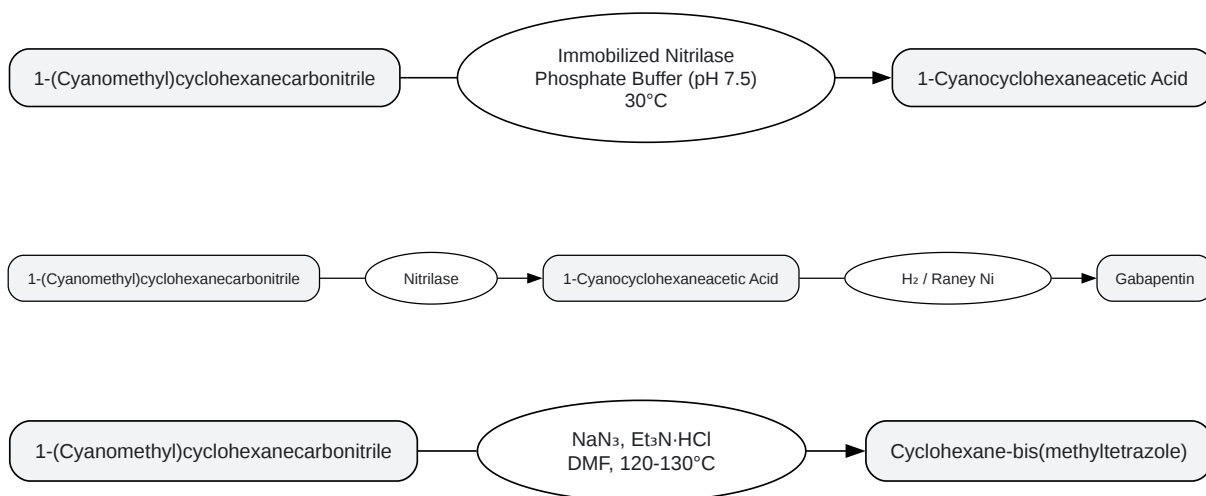 1-(Cyanomethyl)cyclohexanecarbonitrile
Immobilized Nitrilase
Phosphate Buffer (pH 7.5)
30°C
1-Cyanocyclohexaneacetic Acid
1-(Cyanomethyl)cyclohexanecarbonitrile
Nitrilase
1-Cyanocyclohexaneacetic Acid
H₂ / Raney Ni
Gabapentin
1-(Cyanomethyl)cyclohexanecarbonitrile
NaN₃, Et₃N·HCl
DMF, 120-130°C
Cyclohexane-bis(methyltetrazole)